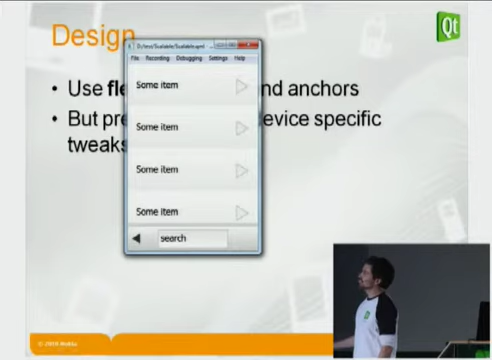 Design
Qt
D:/test/Scalable/Scalable.qml
File Recording Debugging Settings Help
• Use fle
nd anchors
• But pre
evice specific
tweaks
Some item
Some item
Some item
Some item
search
© 2009 Nokia